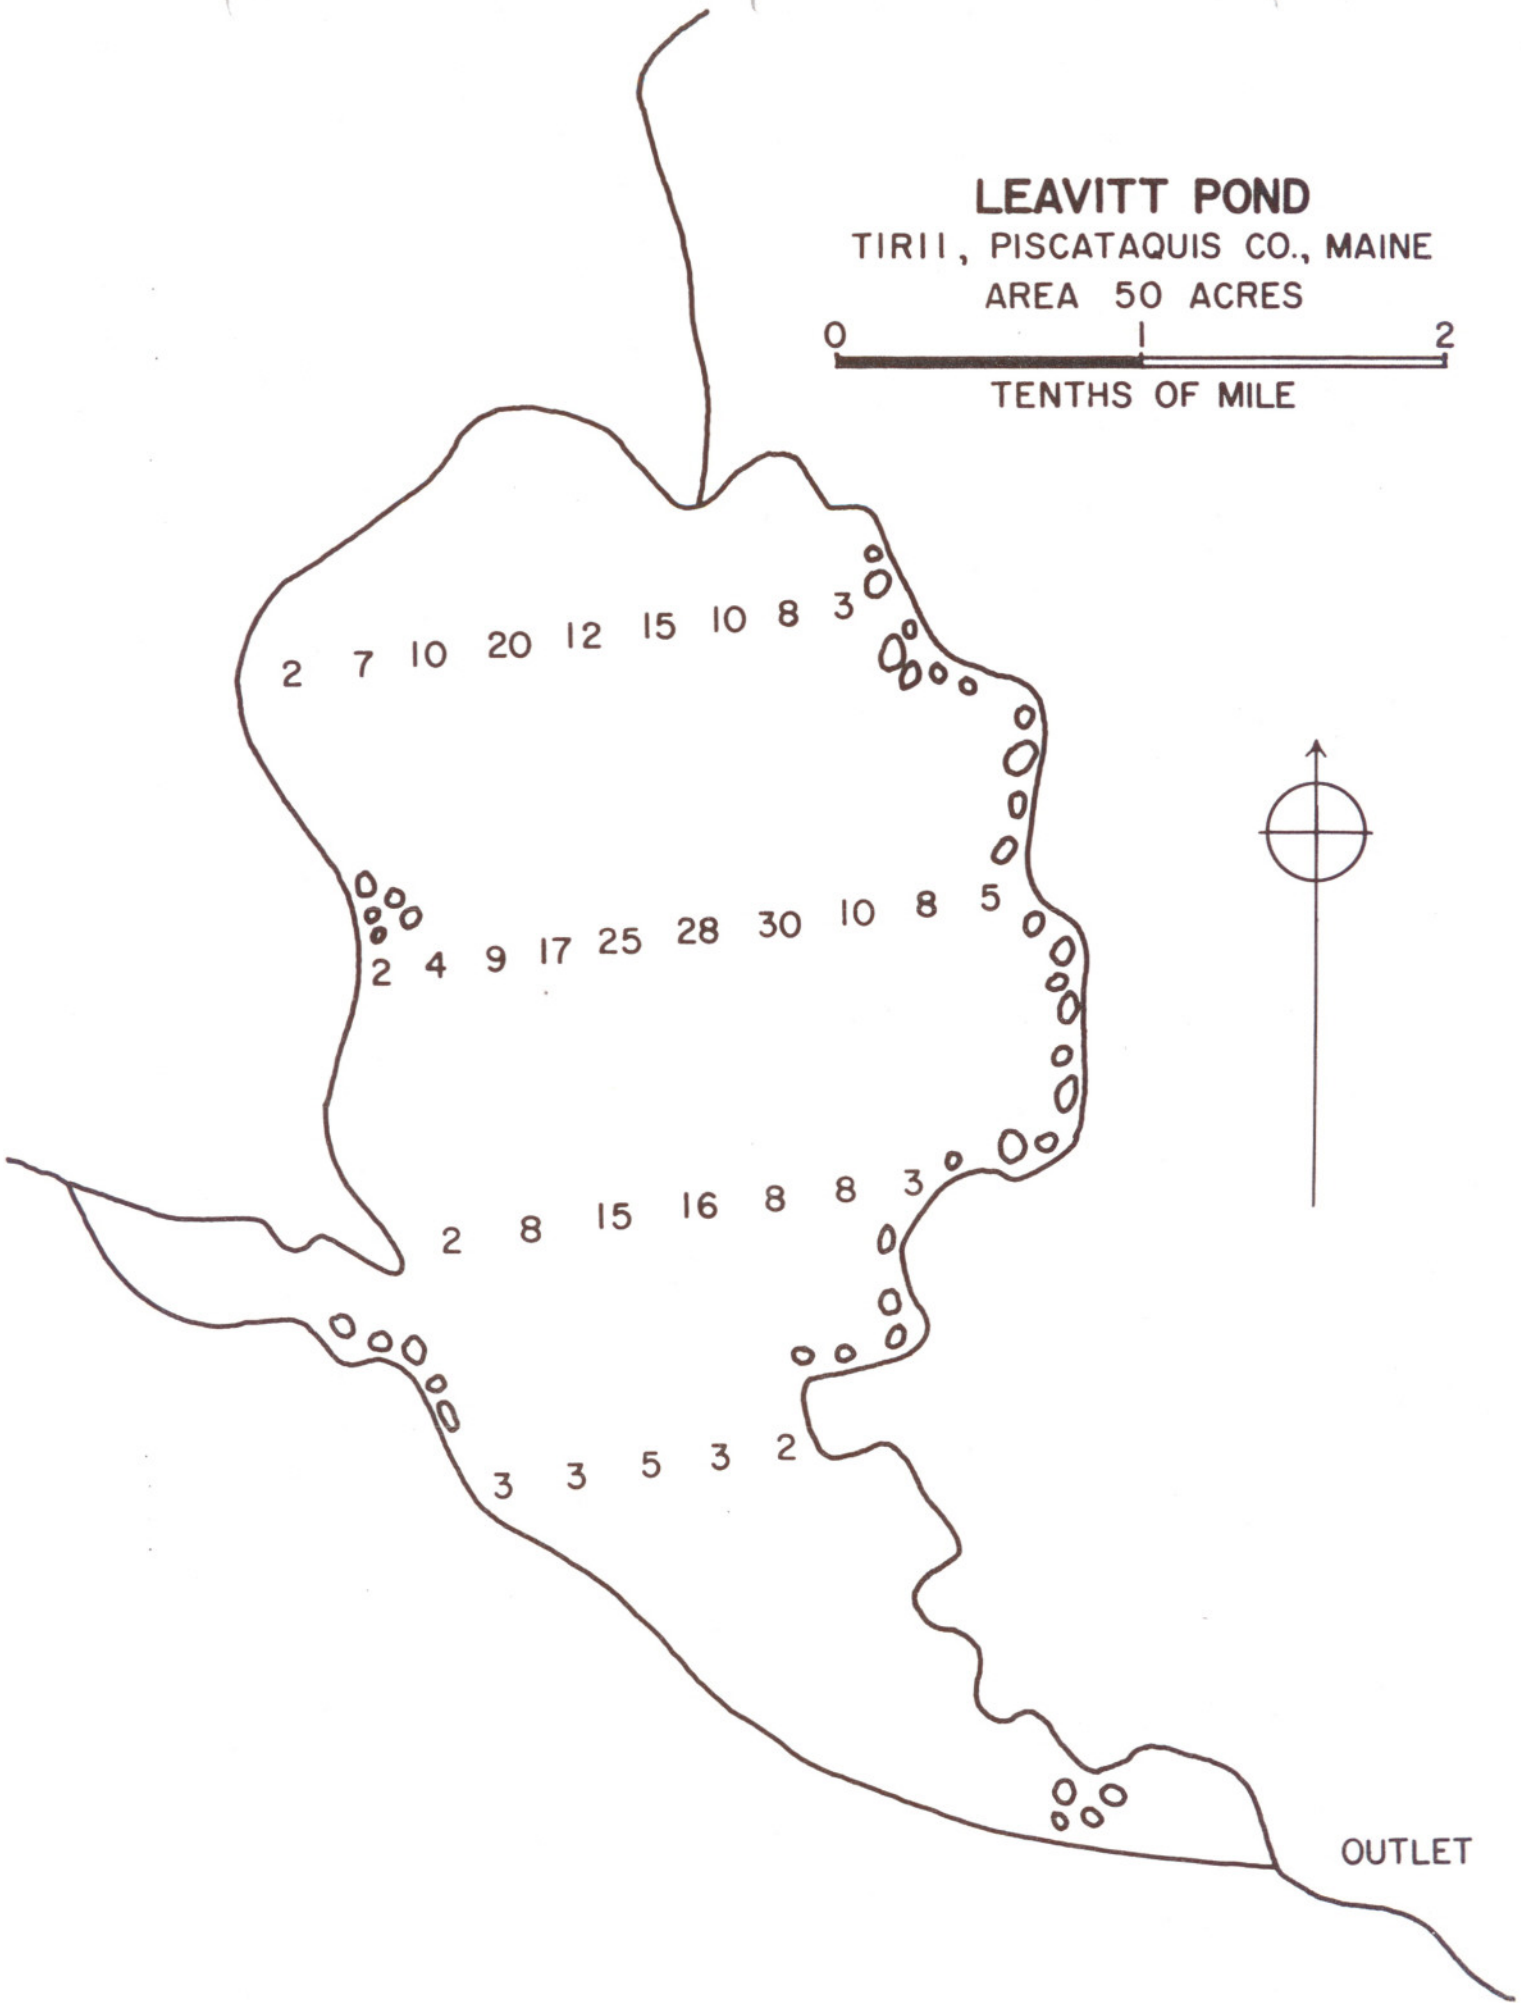 LEAVITT POND
TIRII, PISCATAQUIS CO., MAINE
AREA 50 ACRES
0 1 2
TENTHS OF MILE
2 7 10 20 12 15 10 8 3
2 4 9 17 25 28 30 10 8 5
2 8 15 16 8 8 3
3 3 5 3 2
OUTLET